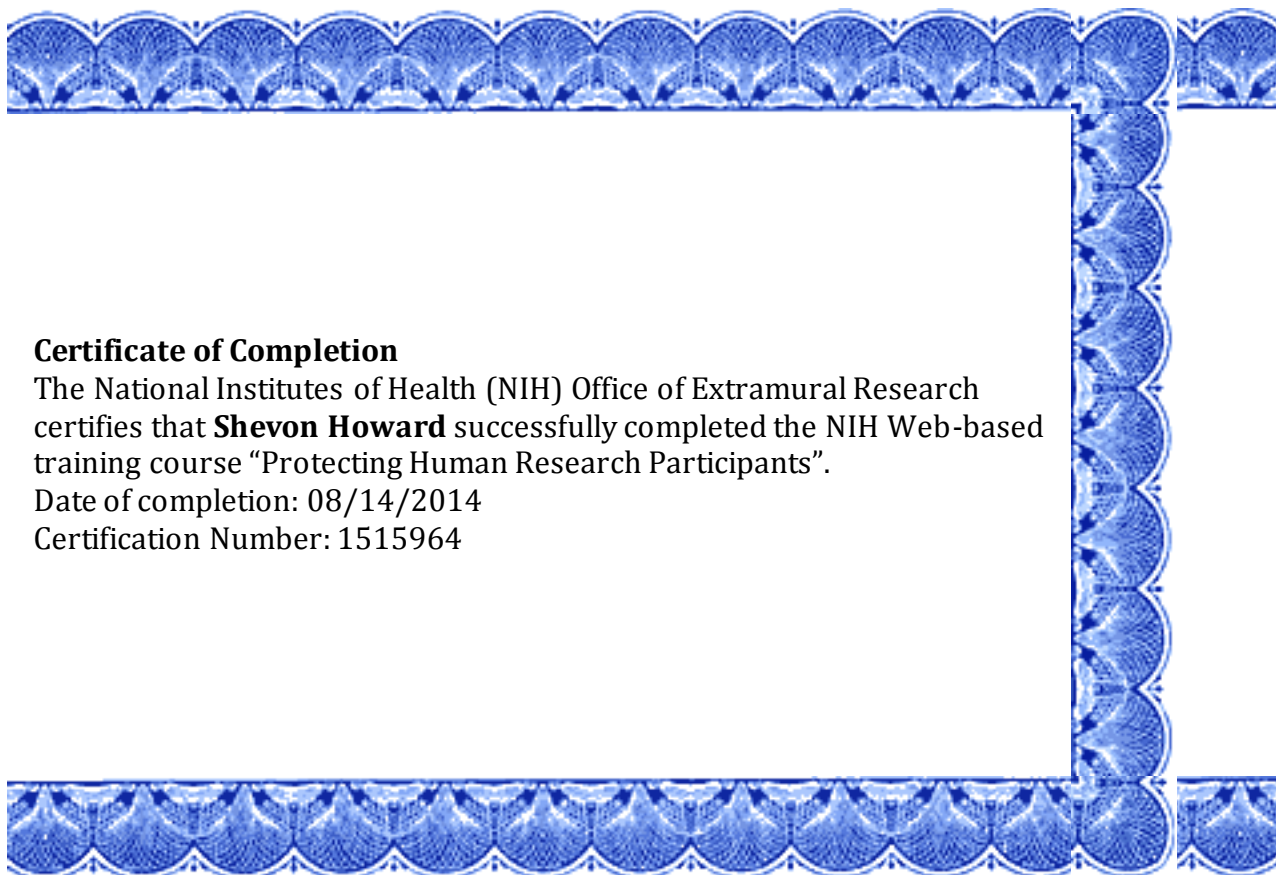 Certificate of Completion
The National Institutes of Health (NIH) Office of Extramural Research
certifies that Shevon Howard successfully completed the NIH Web-based
training course “Protecting Human Research Participants”.
Date of completion: 08/14/2014
Certification Number: 1515964